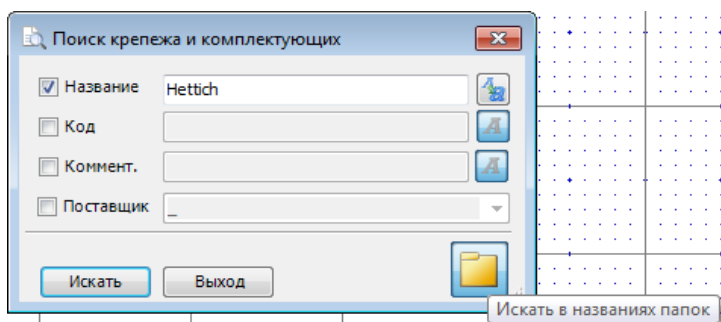 Поиск крепежа и комплектующих
Название Hettich
Код
Коммент.
Поставщик _
Искать Выход
Искать в названиях папок